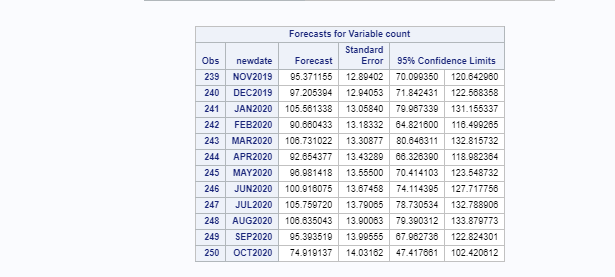 Forecasts for Variable count
Obs newdate Forecast Standard Error 95% Confidence Limits
239 NOV2019 95.371155 12.89402 70.099350 120.642960
240 DEC2019 97.205394 12.94053 71.842431 122.568358
241 JAN2020 105.561338 13.05840 79.967339 131.155337
242 FEB2020 90.660433 13.18332 64.821600 116.499265
243 MAR2020 106.731022 13.30877 80.646311 132.815732
244 APR2020 92.654377 13.43289 66.326390 118.982364
245 MAY2020 96.981418 13.55500 70.414103 123.548732
246 JUN2020 100.916075 13.67458 74.114395 127.717756
247 JUL2020 105.759720 13.79065 78.730534 132.788906
248 AUG2020 106.635043 13.90063 79.390312 133.879773
249 SEP2020 95.393519 13.99555 67.962736 122.824301
250 OCT2020 74.919137 14.03162 47.417661 102.420612